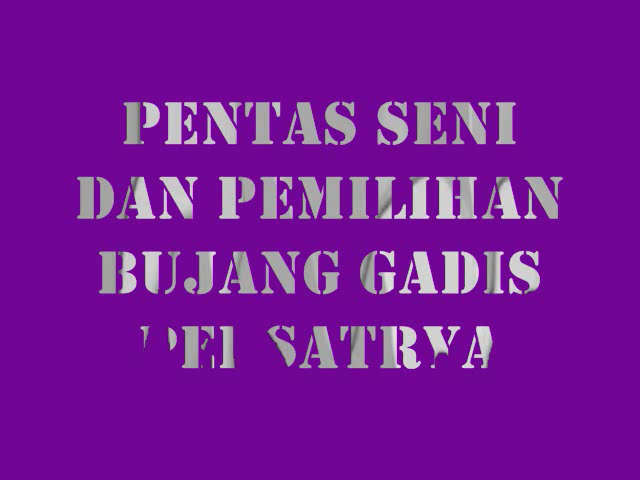 PENTAS SENI
DAN PEMILIHAN
BUJANG GADIS
SATRYA